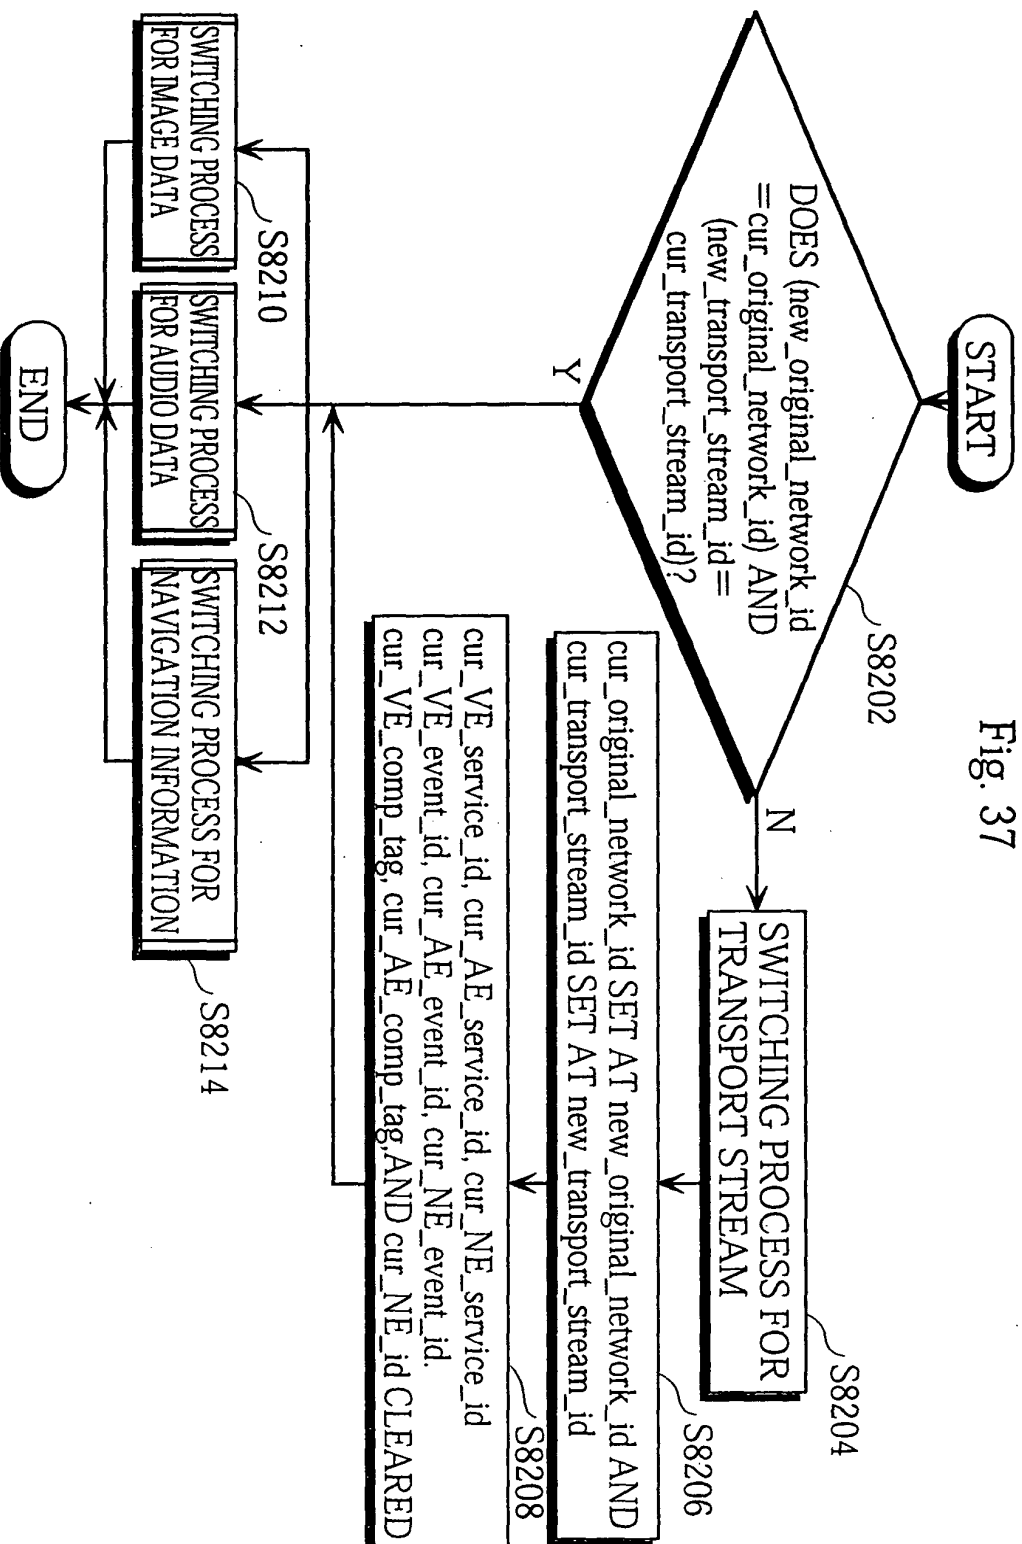 Fig. 37
START
S8202
DOES (new_original_network_id
=cur_original_network_id) AND
(new_transport_stream_id=
cur_transport_stream_id)?
N
Y
SWITCHING PROCESS FOR
TRANSPORT STREAM
S8204
cur_original_network_id SET AT new_original_network_id AND
cur_transport_stream_id SET AT new_transport_stream_id
S8206
cur_VE_service_id, cur_AE_service_id, cur_NE_service_id
cur_VE_event_id, cur_AE_event_id, cur_NE_event_id.
cur_VE_comp_tag, cur_AE_comp_tag,AND cur_NE_id CLEARED
S8208
SWITCHING PROCESS
FOR IMAGE DATA
S8210
SWITCHING PROCESS
FOR AUDIO DATA
S8212
SWITCHING PROCESS FOR
NAVIGATION INFORMATION
S8214
END